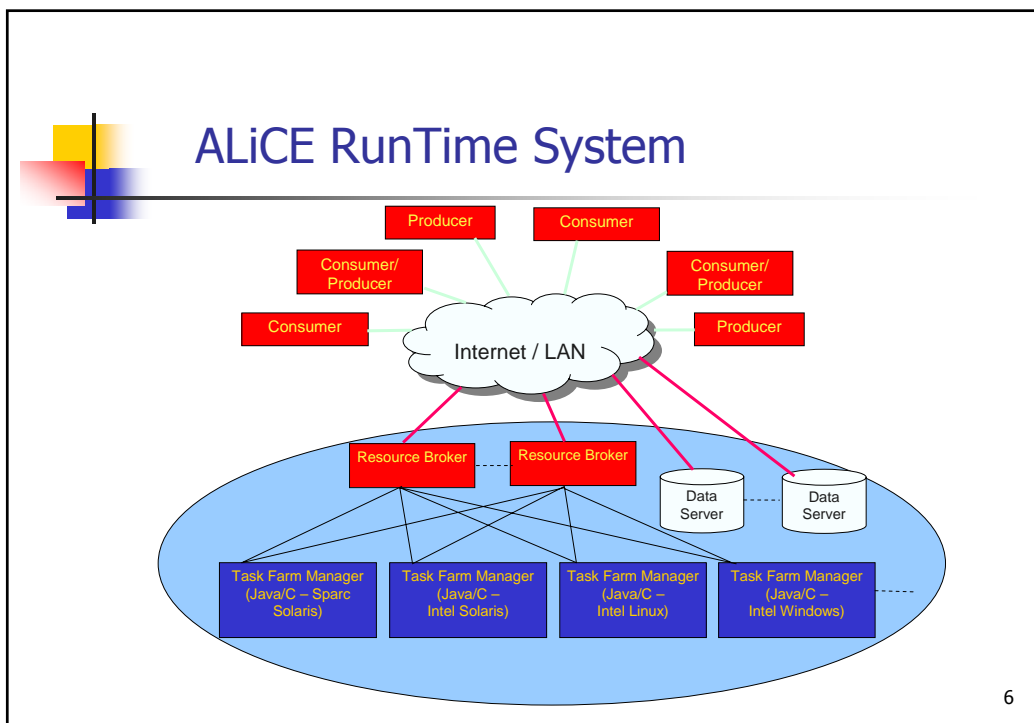 ALiCE RunTime System
Producer
Consumer
Consumer/
Producer
Consumer/
Producer
Consumer
Producer
Internet / LAN
Resource Broker
Resource Broker
Data
Server
Data
Server
Task Farm Manager
(Java/C – Sparc
Solaris)
Task Farm Manager
(Java/C –
Intel Solaris)
Task Farm Manager
(Java/C –
Intel Linux)
Task Farm Manager
(Java/C –
Intel Windows)
6